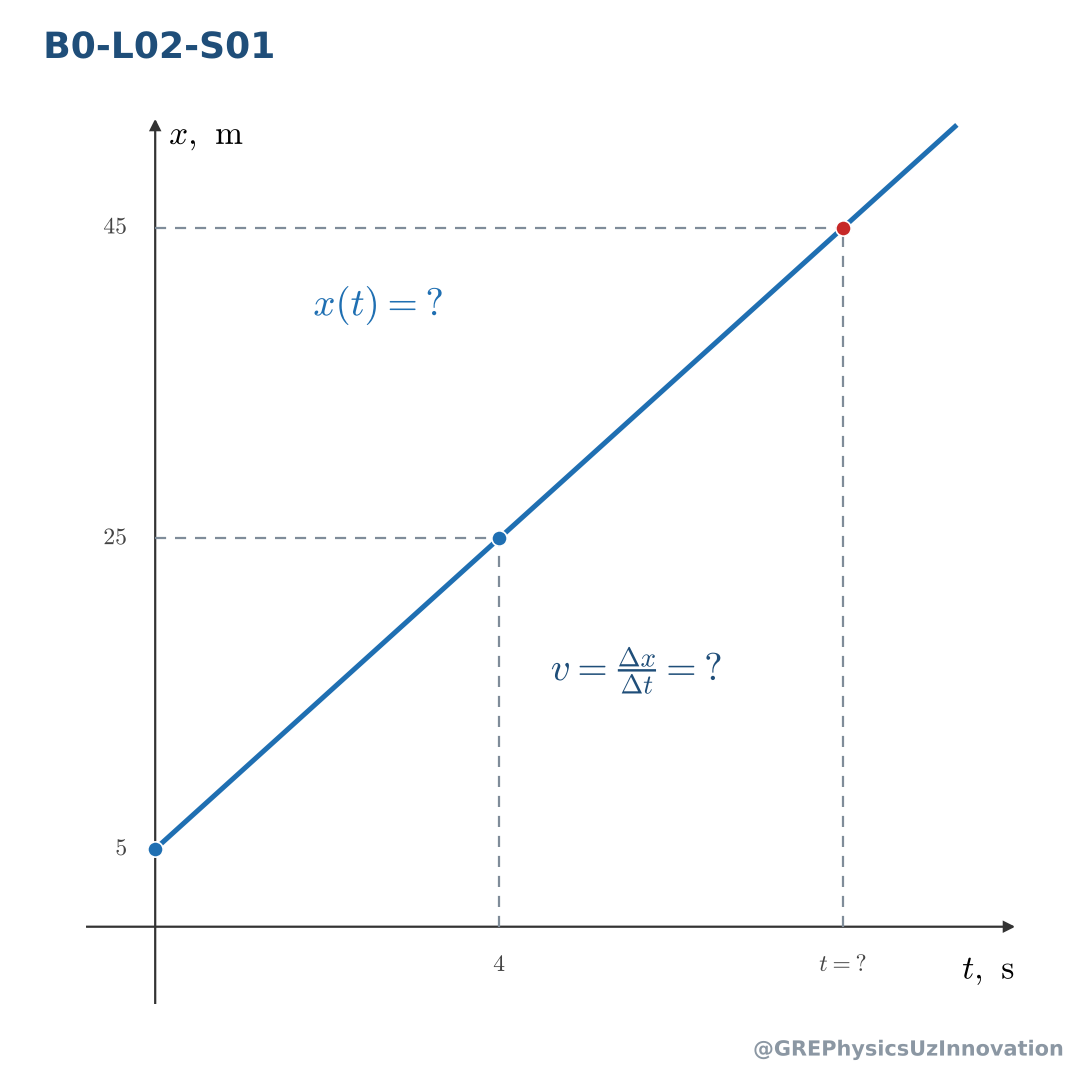 B0-L02-S01
x, m
45
x(t) = ?
25
v = Δx/Δt = ?
5
4
t = ?
t, s
@GREPhysicsUzInnovation